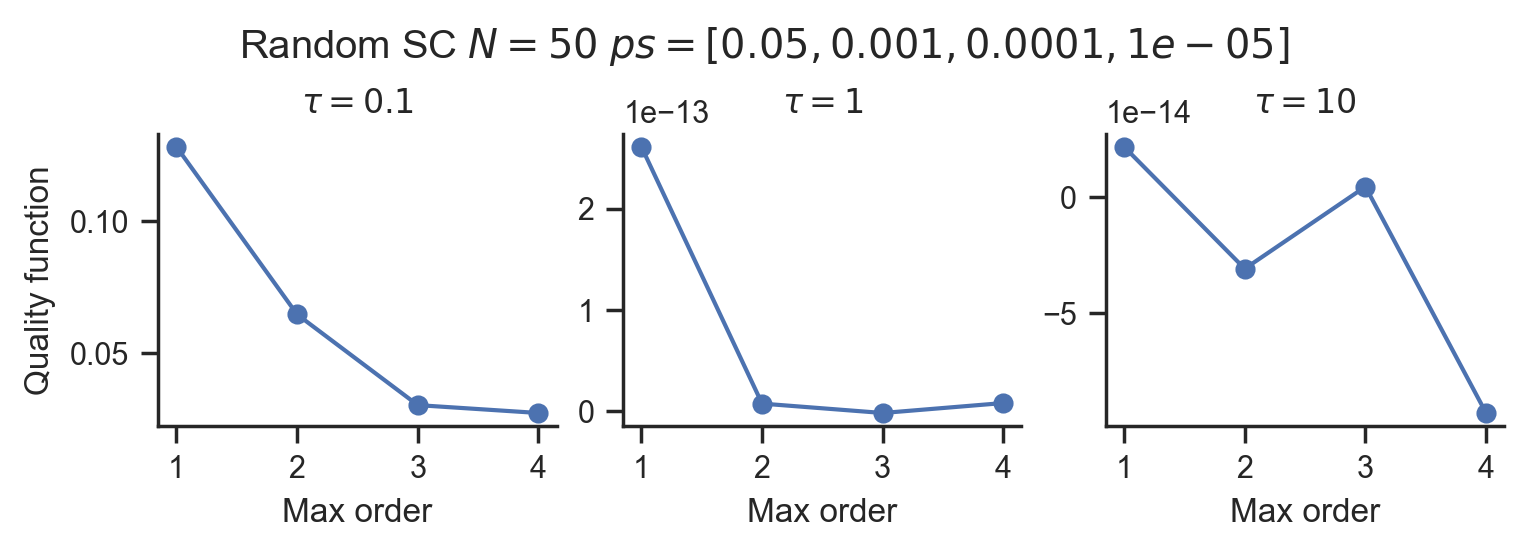 Random SC N = 50 ps = [0.05, 0.001, 0.0001, 1e − 05]
τ = 0.1
τ = 1
τ = 10
1e−13
1e−14
Quality function
0.10
0.05
2
1
0
0
−5
1 2 3 4
1 2 3 4
1 2 3 4
Max order
Max order
Max order